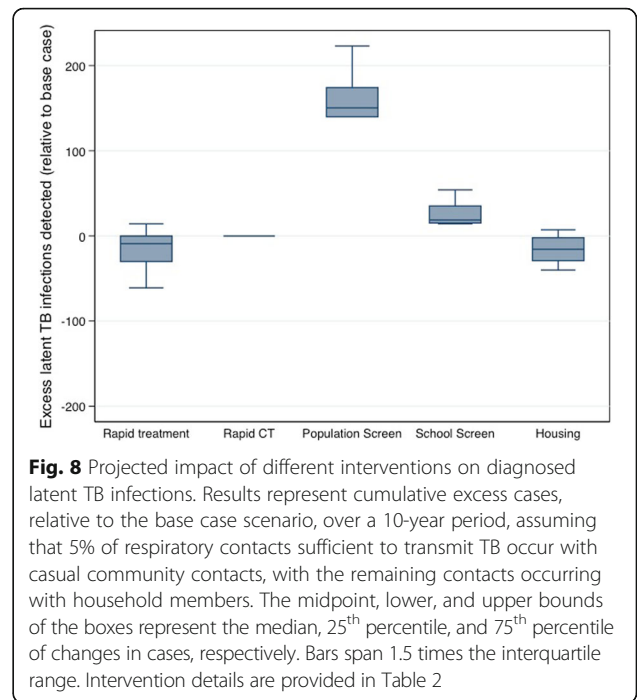 Excess latent TB infections detected (relative to base case)
200
100
0
-100
-200
Rapid treatment Rapid CT Population Screen School Screen Housing
Fig. 8 Projected impact of different interventions on diagnosed
latent TB infections. Results represent cumulative excess cases,
relative to the base case scenario, over a 10-year period, assuming
that 5% of respiratory contacts sufficient to transmit TB occur with
casual community contacts, with the remaining contacts occurring
with household members. The midpoint, lower, and upper bounds
of the boxes represent the median, 25th percentile, and 75th percentile
of changes in cases, respectively. Bars span 1.5 times the interquartile
range. Intervention details are provided in Table 2